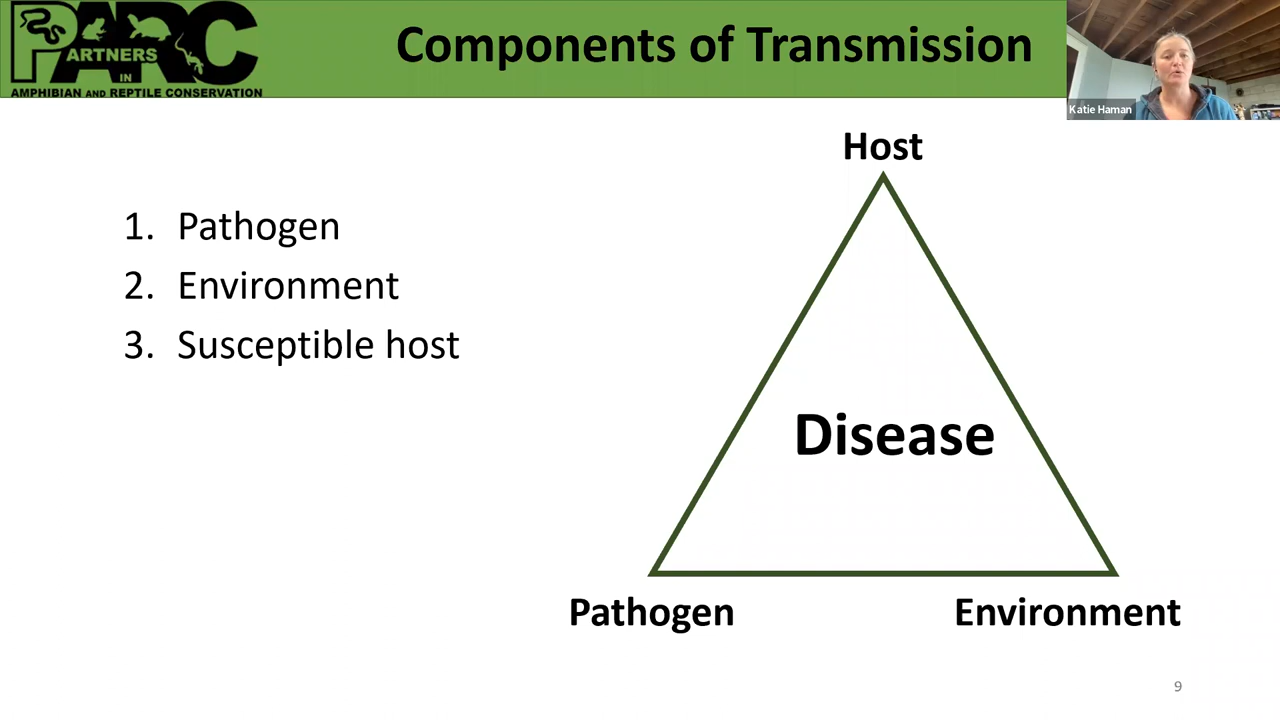 PARC
PARTNERS
IN
AMPHIBIAN AND REPTILE CONSERVATION
Components of Transmission
Katie Haman
1. Pathogen
2. Environment
3. Susceptible host
Host
Disease
Pathogen
Environment
9